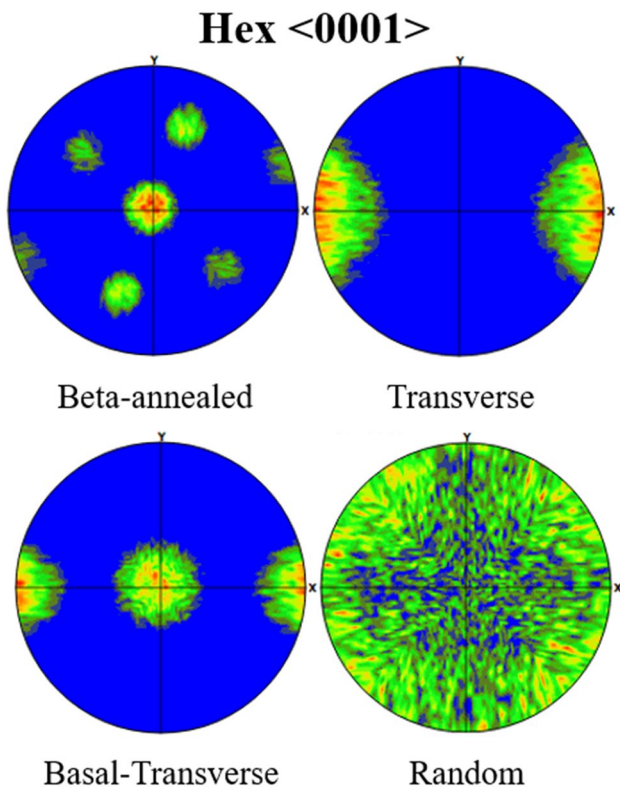 Hex <0001>
Y
Y
X
X
Beta-annealed
Transverse
Y
Y
X
X
Basal-Transverse
Random